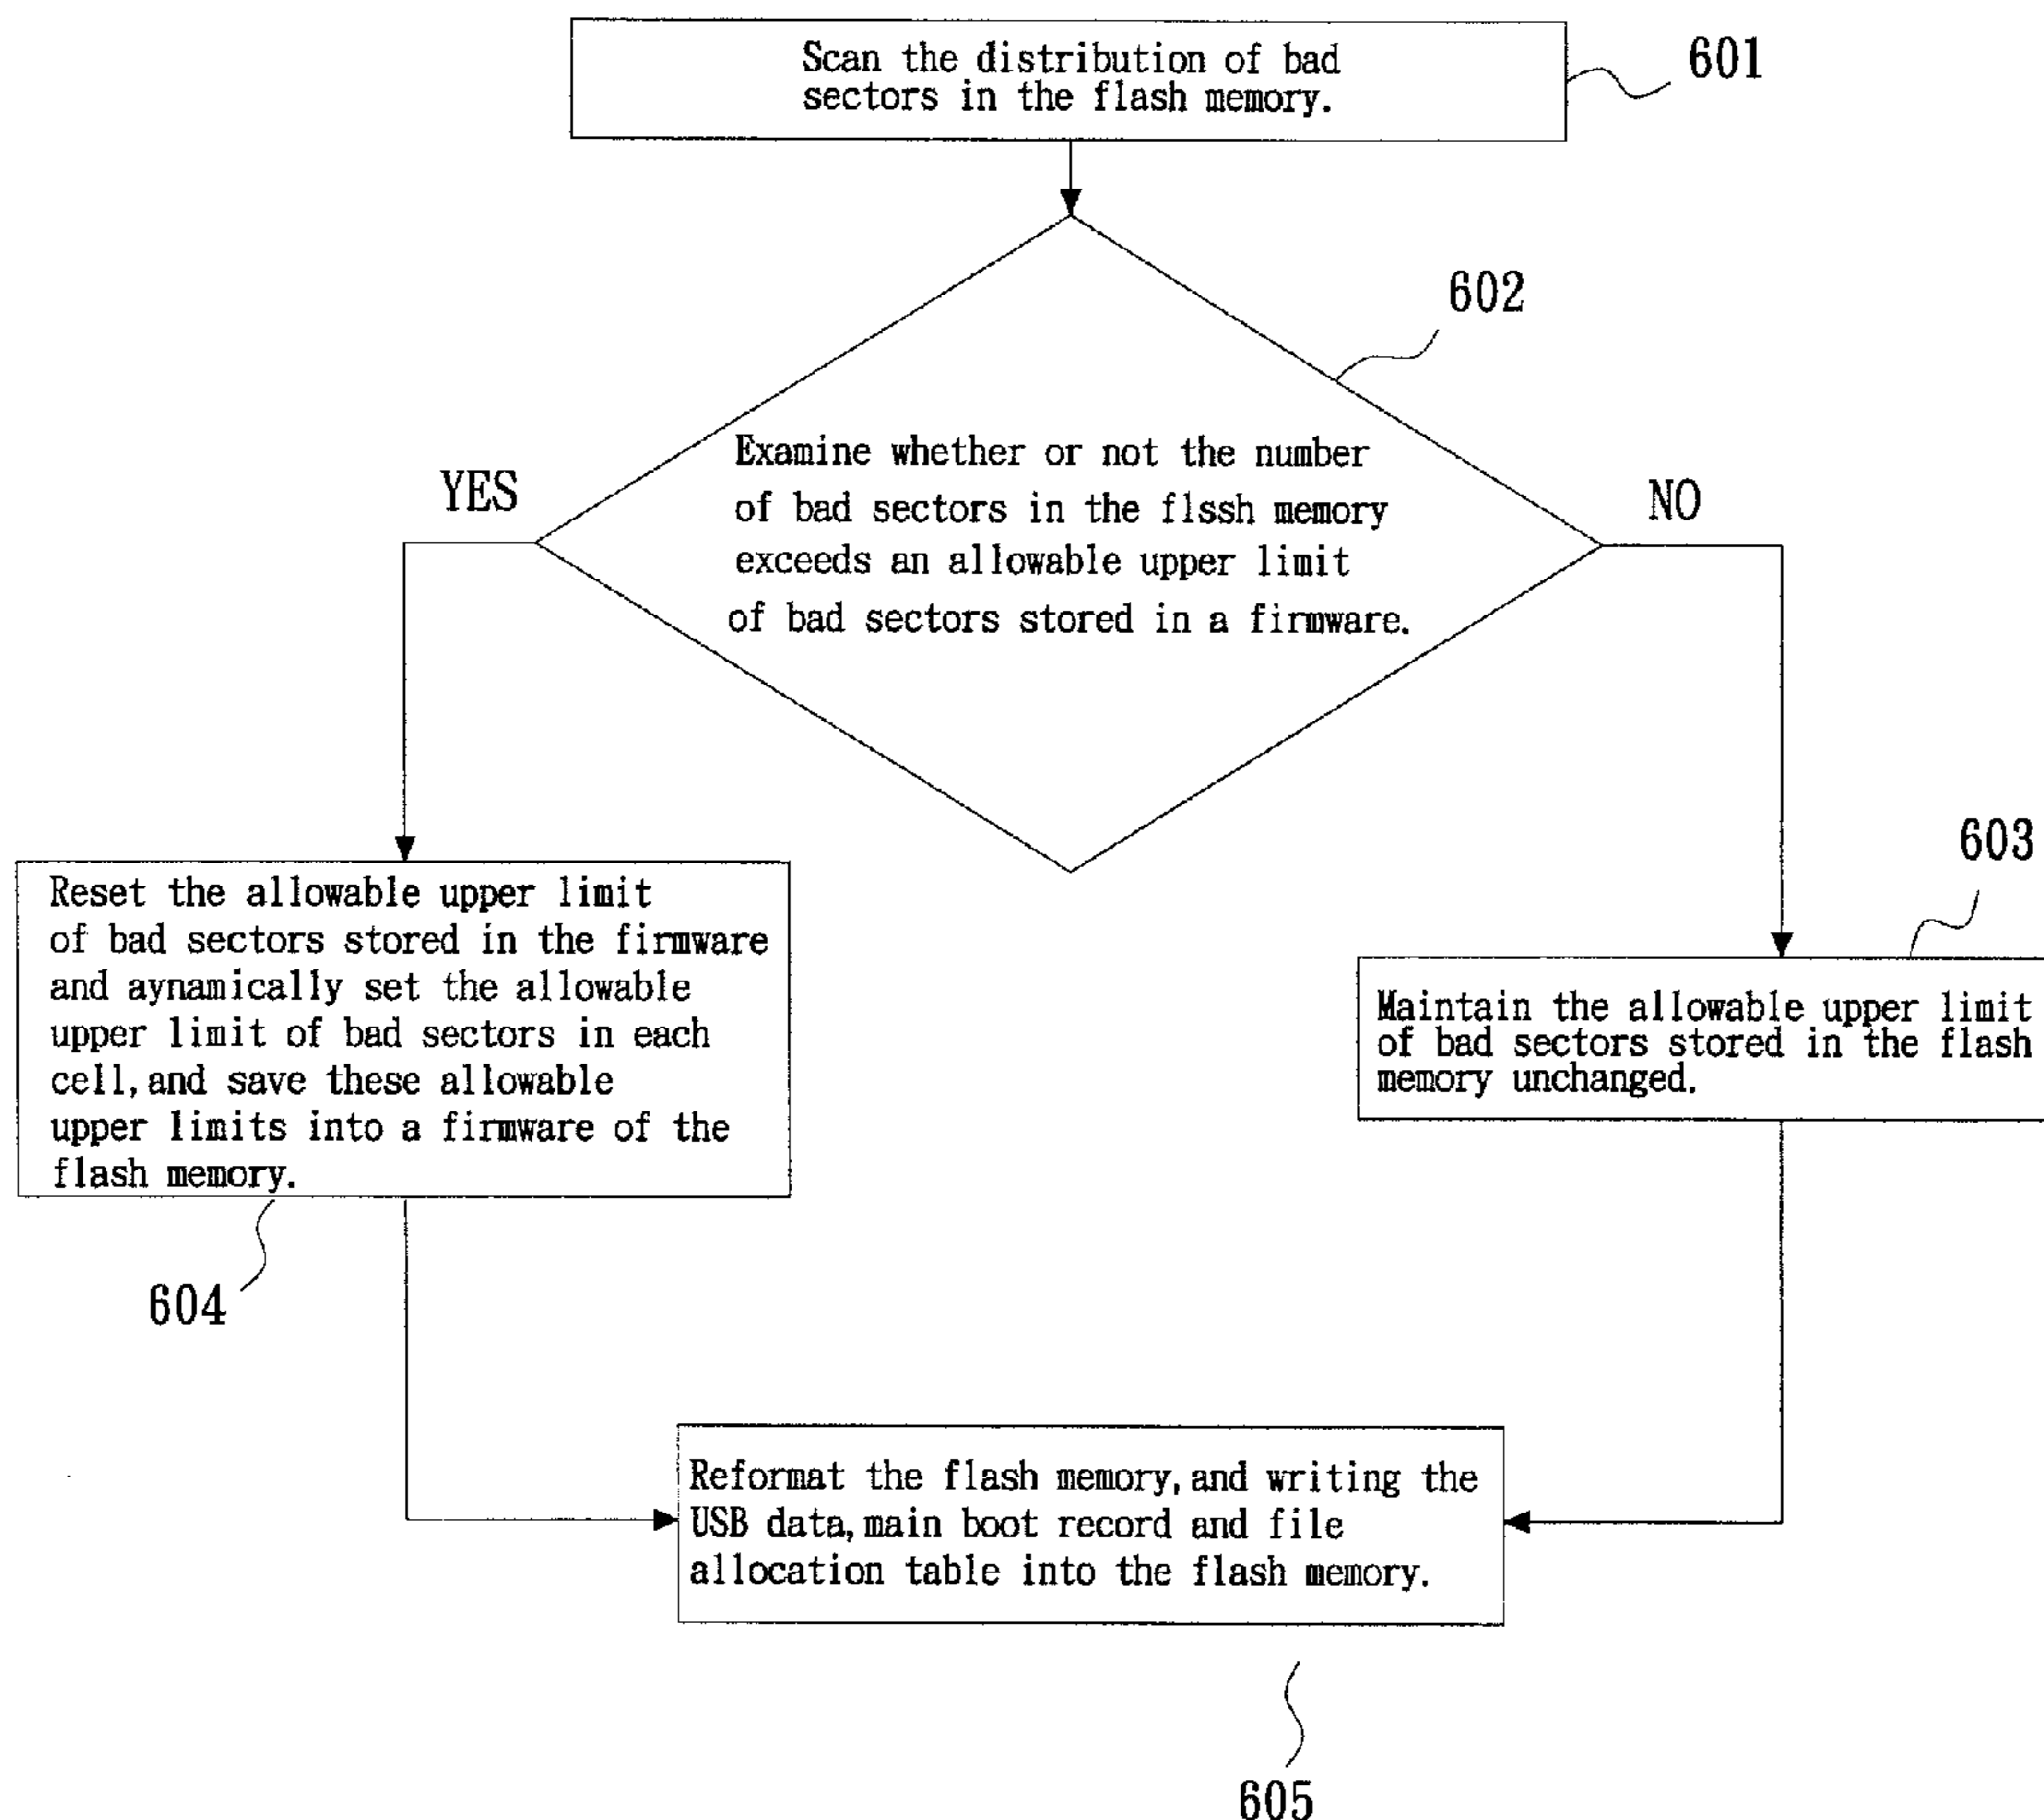 Scan the distribution of bad
sectors in the flash memory.
601
602
Examine whether or not the number
of bad sectors in the flssh memory
exceeds an allowable upper limit
of bad sectors stored in a firmware.
YES
NO
603
Reset the allowable upper limit
of bad sectors stored in the firmware
and aynamically set the allowable
upper limit of bad sectors in each
cell, and save these allowable
upper limits into a firmware of the
flash memory.
Maintain the allowable upper limit
of bad sectors stored in the flash
memory unchanged.
604
Reformat the flash memory, and writing the
USB data, main boot record and file
allocation table into the flash memory.
605